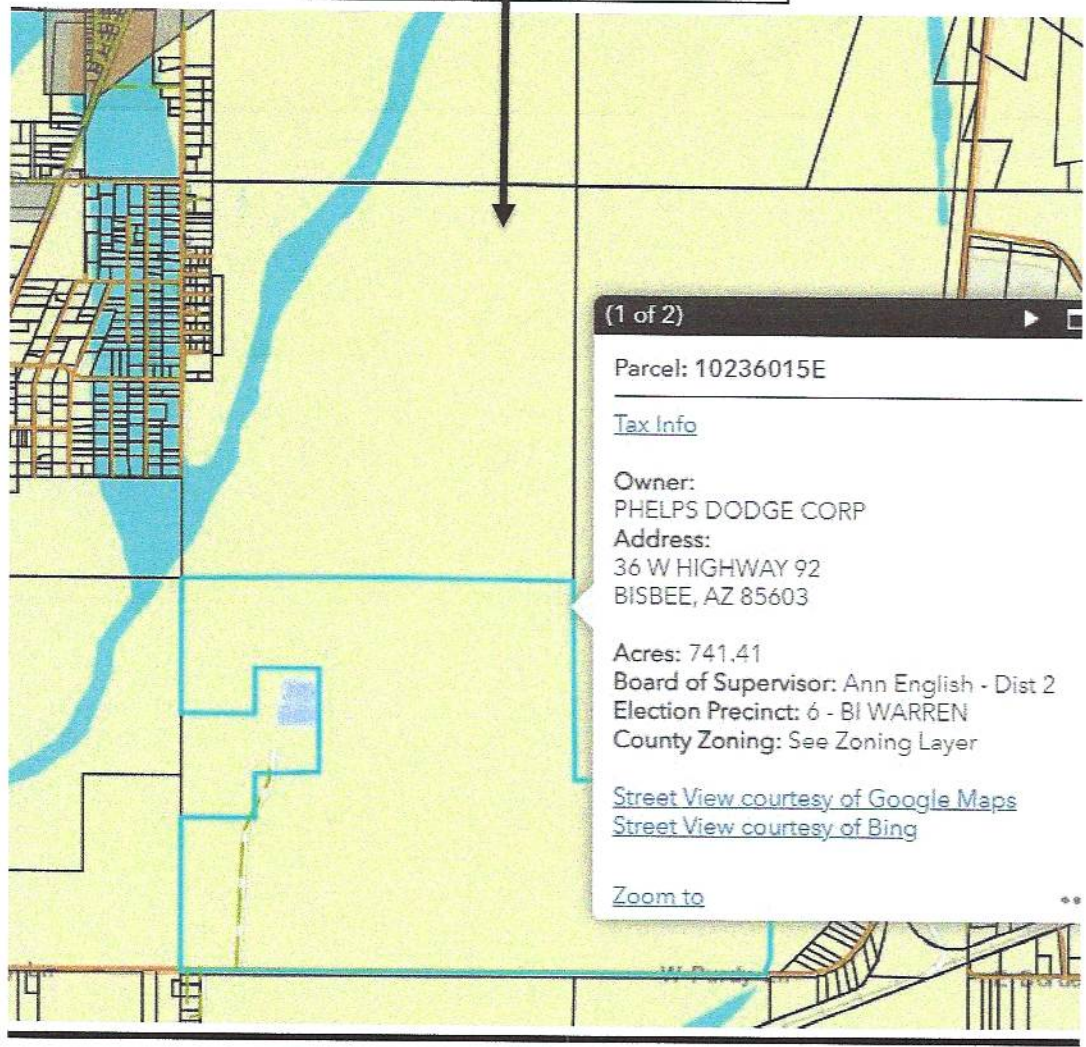 (1 of 2)
Parcel: 10236015E
Tax Info
Owner:
PHELPS DODGE CORP
Address:
36 W HIGHWAY 92
BISBEE, AZ 85603
Acres: 741.41
Board of Supervisor: Ann English - Dist 2
Election Precinct: 6 - BI WARREN
County Zoning: See Zoning Layer
Street View courtesy of Google Maps
Street View courtesy of Bing
Zoom to